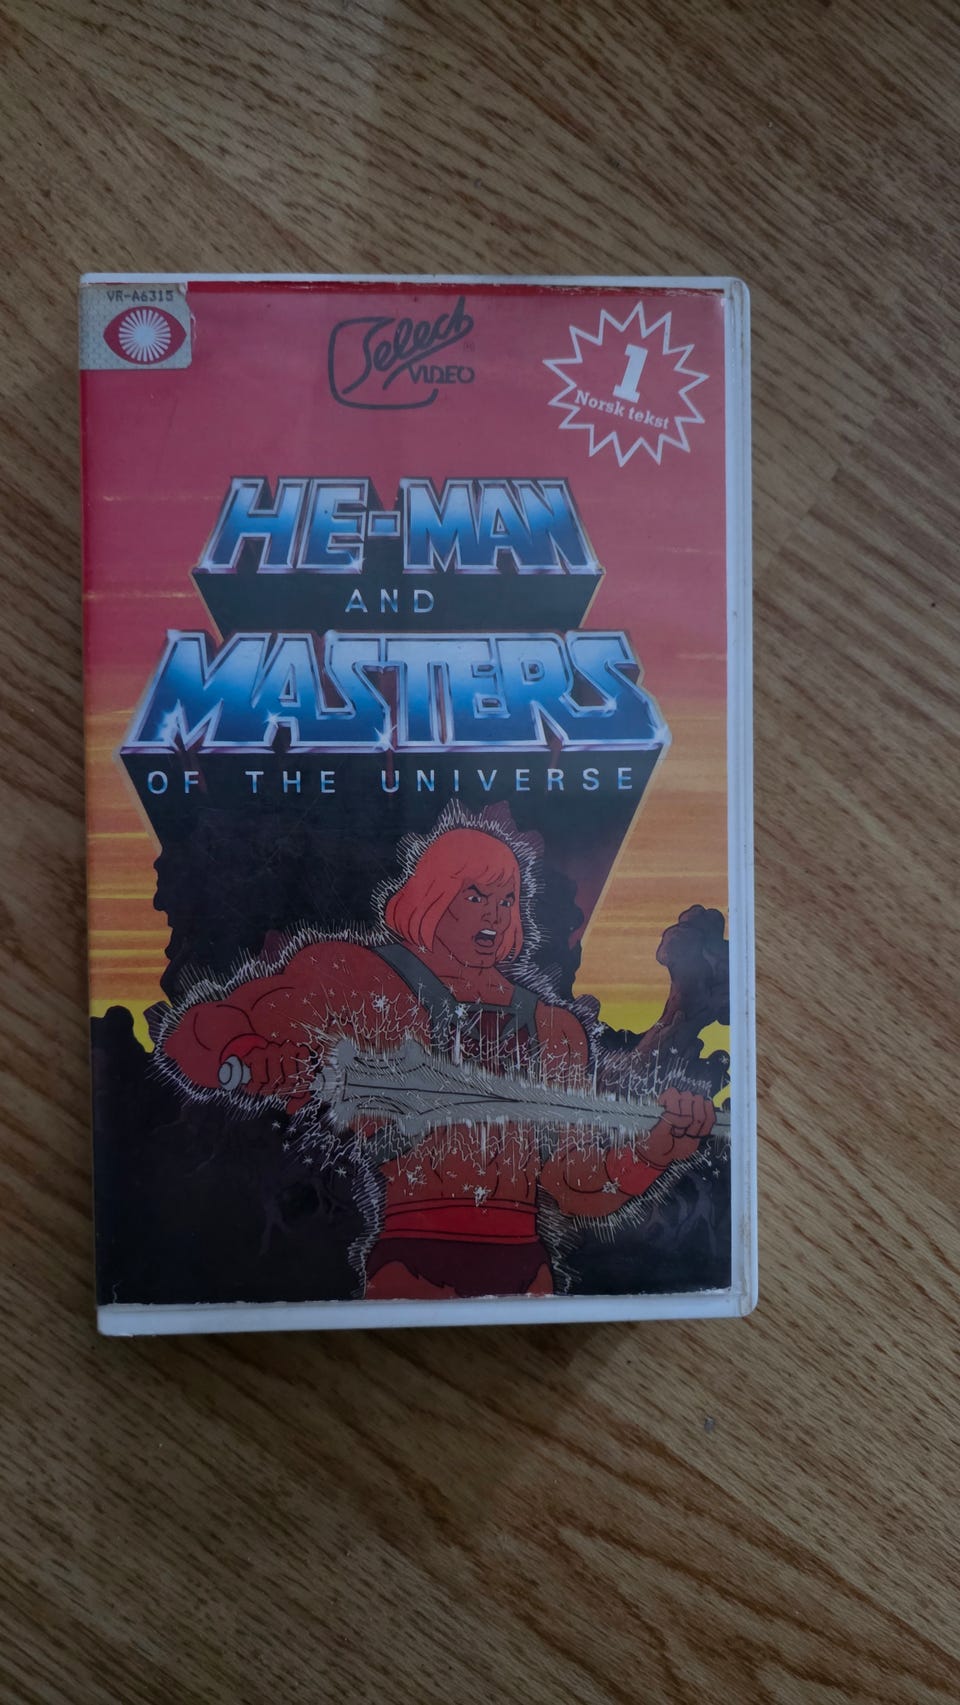 VR-A6315
Select
VIDEO
1
Norsk tekst
HE-MAN
AND
MASTERS
OF THE UNIVERSE